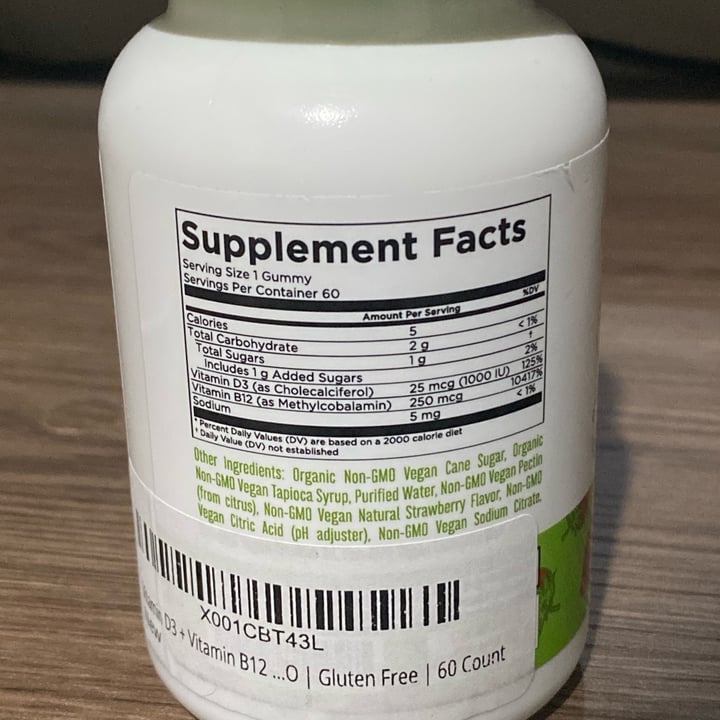 Supplement Facts
Serving Size 1 Gummy
Servings Per Container 60
Amount Per Serving %DV
Calories 5
Total Carbohydrate 2 g < 1%
Total Sugars 1 g †
Includes 1 g Added Sugars 2%
Vitamin D3 (as Cholecalciferol) 25 mcg (1000 IU) 125%
Vitamin B12 (as Methylcobalamin) 250 mcg 10417%
Sodium 5 mg < 1%
* Percent Daily Values (DV) are based on a 2000 calorie diet
† Daily Value (DV) not established
Other Ingredients: Organic Non-GMO Vegan Cane Sugar, Organic
Non-GMO Vegan Tapioca Syrup, Purified Water, Non-GMO Vegan Pectin
(from citrus), Non-GMO Vegan Natural Strawberry Flavor, Non-GMO
Vegan Citric Acid (pH adjuster), Non-GMO Vegan Sodium Citrate.
X001CBT43L
D3 + Vitamin B12 ...O | Gluten Free | 60 Count